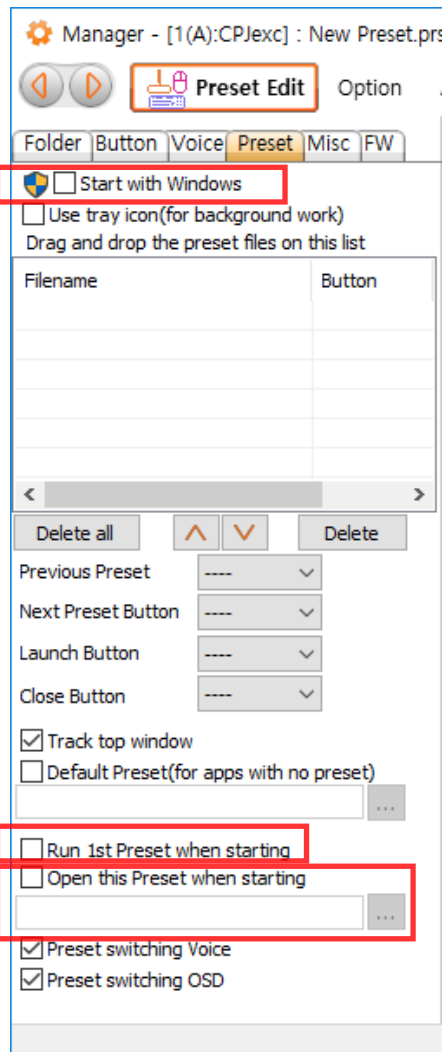 Manager - [1(A):CPJexc] : New Preset.prs
Preset Edit Option
Folder Button Voice Preset Misc FW
Start with Windows
Use tray icon(for background work)
Drag and drop the preset files on this list
Filename Button
Delete all Delete
Previous Preset ----
Next Preset Button ----
Launch Button ----
Close Button ----
Track top window
Default Preset(for apps with no preset)
...
Run 1st Preset when starting
Open this Preset when starting
...
Preset switching Voice
Preset switching OSD